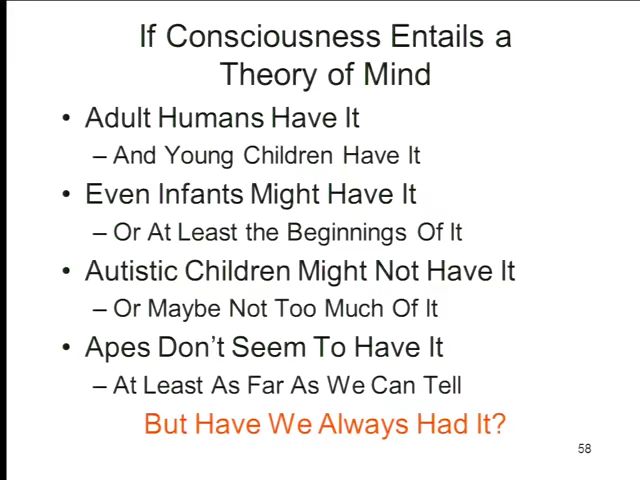 If Consciousness Entails a
Theory of Mind
• Adult Humans Have It
– And Young Children Have It
• Even Infants Might Have It
– Or At Least the Beginnings Of It
• Autistic Children Might Not Have It
– Or Maybe Not Too Much Of It
• Apes Don't Seem To Have It
– At Least As Far As We Can Tell
But Have We Always Had It?
58